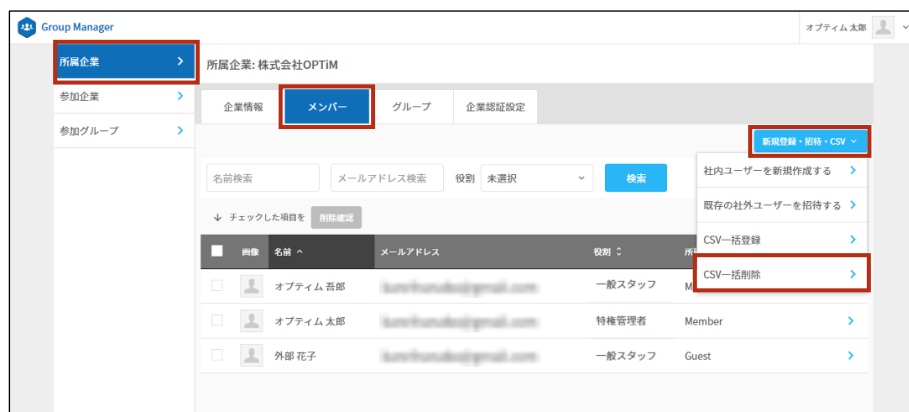 Group Manager
オプティム 太郎
所属企業
参加企業
参加グループ
所属企業: 株式会社OPTiM
企業情報 メンバー グループ 企業認証設定
新規登録・招待・CSV
社内ユーザーを新規作成する
既存の社外ユーザーを招待する
CSV一括登録
CSV一括削除
名前検索 メールアドレス検索 役割 未選択 検索
チェックした項目を 削除確認
画像 名前 メールアドレス 役割 所
オプティム 吾郎 一般スタッフ M
オプティム 太郎 特権管理者 Member
外部 花子 一般スタッフ Guest